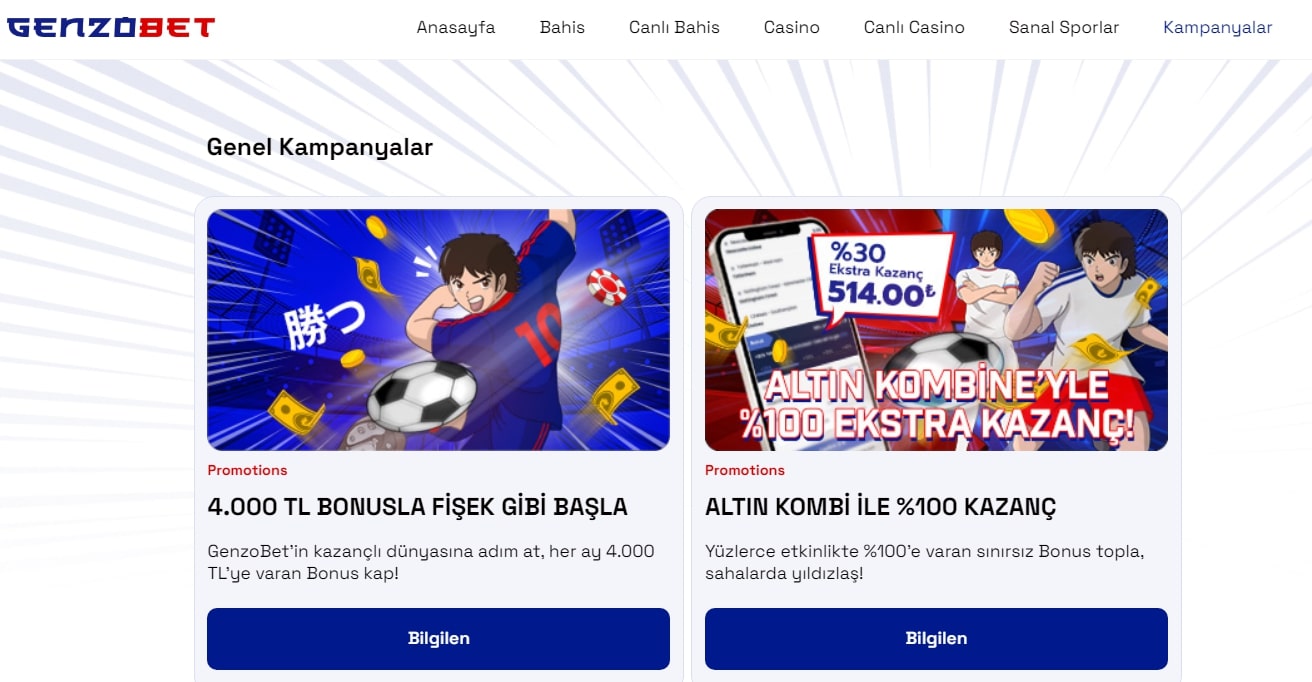 GENZOBET
Anasayfa Bahis Canlı Bahis Casino Canlı Casino Sanal Sporlar Kampanyalar
Genel Kampanyalar
勝つ
10
Promotions
4.000 TL BONUSLA FİŞEK GİBİ BAŞLA
GenzoBet'in kazançlı dünyasına adım at, her ay 4.000
TL'ye varan Bonus kap!
Bilgilen
%30
Ekstra Kazanç
514.00₺
ALTIN KOMBİNE'YLE
%100 EKSTRA KAZANÇ!
Promotions
ALTIN KOMBİ İLE %100 KAZANÇ
Yüzlerce etkinlikte %100'e varan sınırsız Bonus topla,
sahalarda yıldızlaş!
Bilgilen